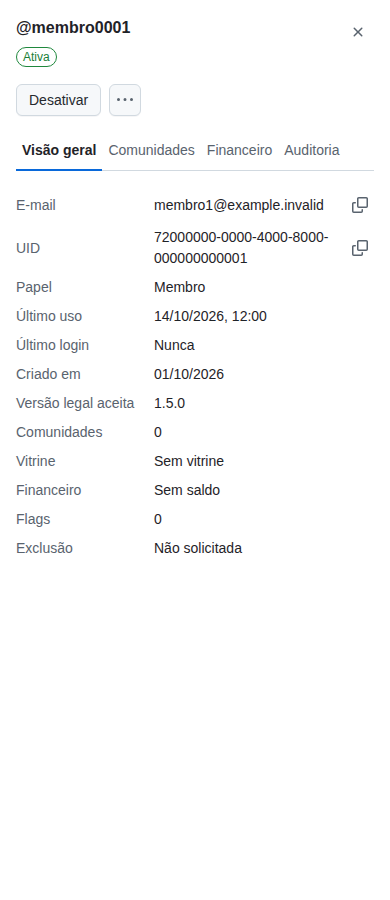 @membro0001
Ativa
Desativar
Visão geral Comunidades Financeiro Auditoria
E-mail membro1@example.invalid
UID 72000000-0000-4000-8000-
000000000001
Papel Membro
Último uso 14/10/2026, 12:00
Último login Nunca
Criado em 01/10/2026
Versão legal aceita 1.5.0
Comunidades 0
Vitrine Sem vitrine
Financeiro Sem saldo
Flags 0
Exclusão Não solicitada